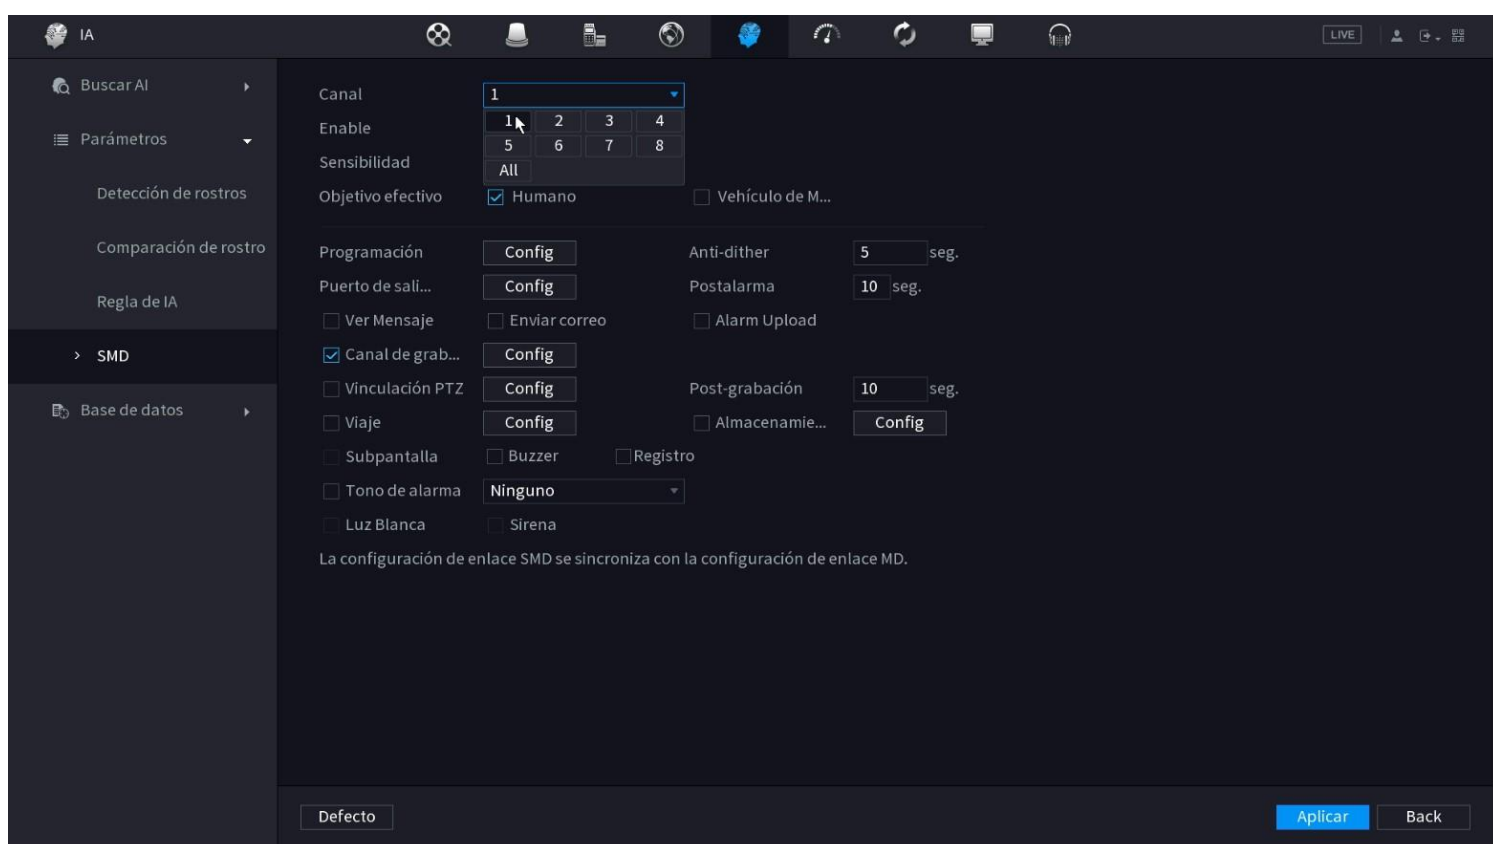 IA
LIVE
Buscar AI
Parámetros
Detección de rostros
Comparación de rostro
Regla de IA
SMD
Base de datos
Canal 1
1 2 3 4
Enable
5 6 7 8
Sensibilidad
All
Objetivo efectivo Humano Vehículo de M...
Programación Config Anti-dither 5 seg.
Puerto de sali... Config Postalarma 10 seg.
Ver Mensaje Enviar correo Alarm Upload
Canal de grab... Config
Vinculación PTZ Config Post-grabación 10 seg.
Viaje Config Almacenamie... Config
Subpantalla Buzzer Registro
Tono de alarma Ninguno
Luz Blanca Sirena
La configuración de enlace SMD se sincroniza con la configuración de enlace MD.
Defecto Aplicar Back